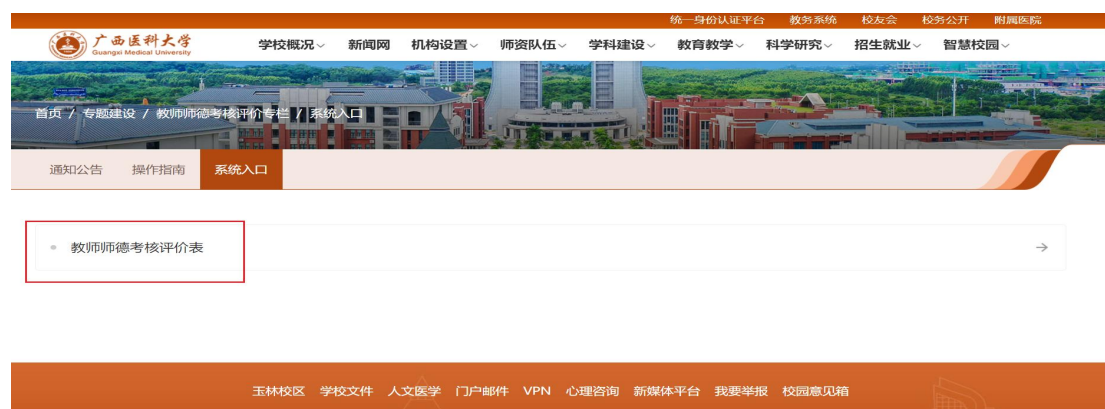 统一身份认证平台 教务系统 校友会 校务公开 附属医院
广西医科大学
Guangxi Medical University
学校概况 新闻网 机构设置 师资队伍 学科建设 教育教学 科学研究 招生就业 智慧校园
首页 / 专题建设 / 教师师德考核评价专栏 / 系统入口
通知公告 操作指南 系统入口
教师师德考核评价表
玉林校区 学校文件 人文医学 门户邮件 VPN 心理咨询 新媒体平台 我要举报 校园意见箱